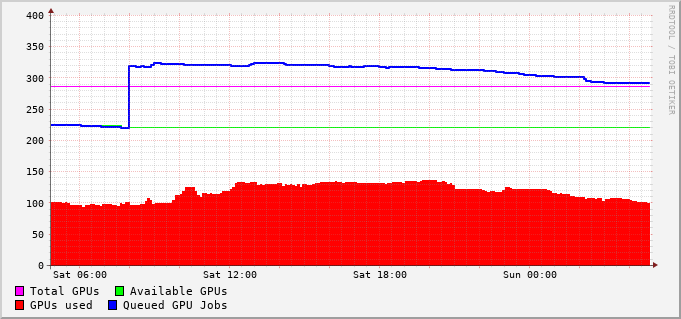 400
350
300
250
200
150
100
50
0
Sat 06:00 Sat 12:00 Sat 18:00 Sun 00:00
Total GPUs Available GPUs
GPUs used Queued GPU Jobs
RRDTOOL / TOBI OETIKER